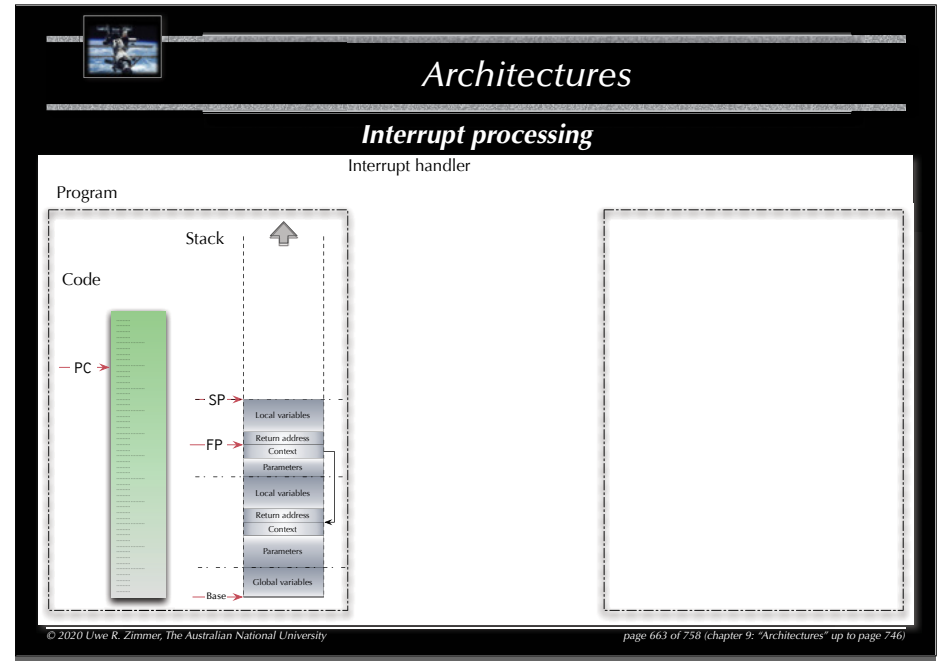 Architectures
Interrupt processing
Interrupt handler
Program
Stack
Code
PC
SP
Local variables
Return address
FP
Context
Parameters
Local variables
Return address
Context
Parameters
Global variables
Base
© 2020 Uwe R. Zimmer, The Australian National University
page 663 of 758 (chapter 9: “Architectures” up to page 746)